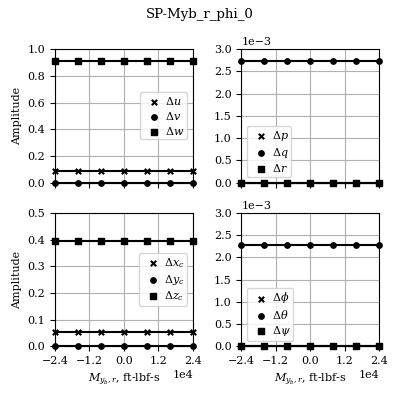 SP-Myb_r_phi_0
1e−3
Amplitude
1.0
0.8
0.6
0.4
0.2
0.0
Δu
Δv
Δw
3.0
2.5
2.0
1.5
1.0
0.5
0.0
Δp
Δq
Δr
1e−3
Amplitude
0.5
0.4
0.3
0.2
0.1
0.0
Δx_c
Δy_c
Δz_c
3.0
2.5
2.0
1.5
1.0
0.5
0.0
Δϕ
Δθ
Δψ
−2.4 −1.2 0.0 1.2 2.4
1e4
M_{y_b,r}, ft-lbf-s
−2.4 −1.2 0.0 1.2 2.4
1e4
M_{y_b,r}, ft-lbf-s